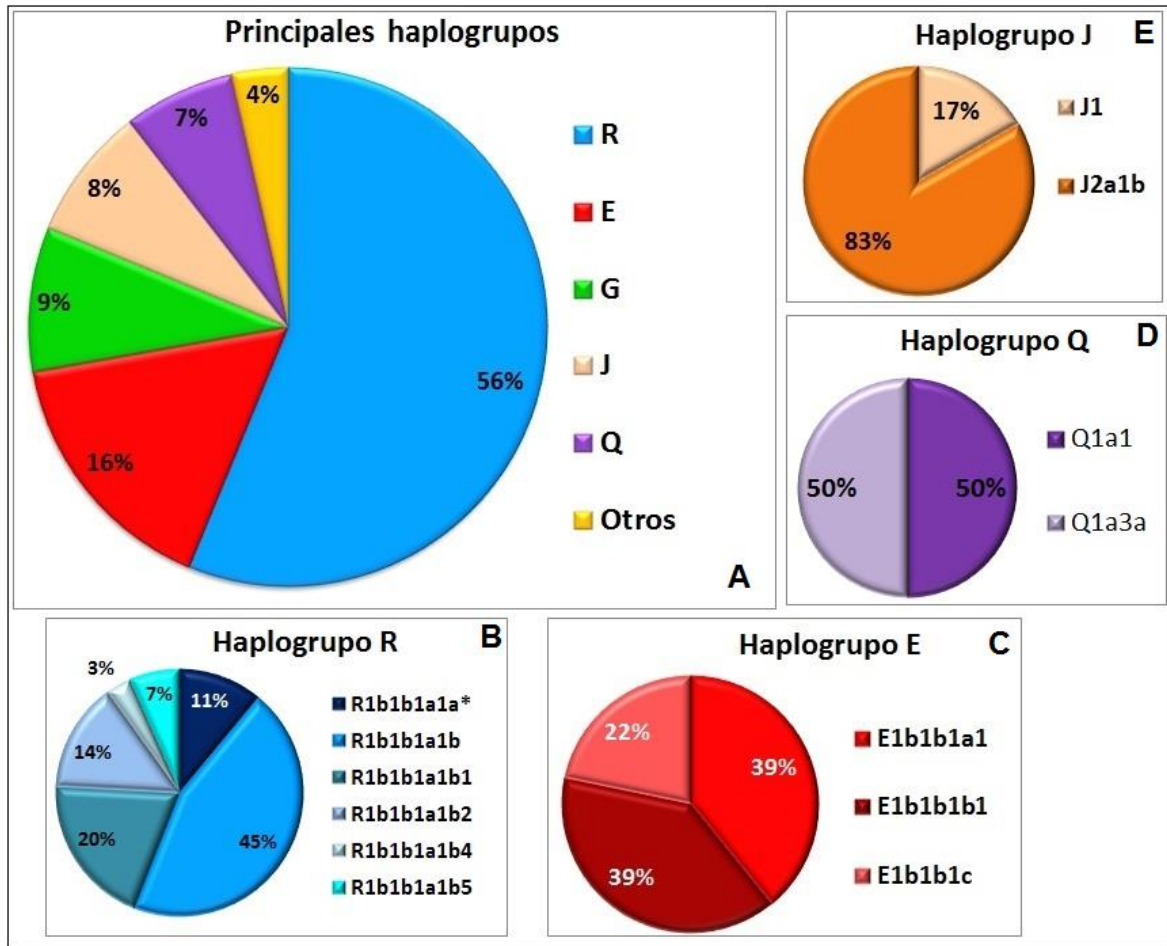 Principales haplogrupos
4%
7%
8%
9%
16%
56%
R
E
G
J
Q
Otros
A
Haplogrupo J
E
17%
83%
J1
J2a1b
Haplogrupo Q
D
50%
50%
Q1a1
Q1a3a
Haplogrupo R
B
3%
7%
11%
14%
20%
45%
R1b1b1a1a*
R1b1b1a1b
R1b1b1a1b1
R1b1b1a1b2
R1b1b1a1b4
R1b1b1a1b5
Haplogrupo E
C
22%
39%
39%
E1b1b1a1
E1b1b1b1
E1b1b1c